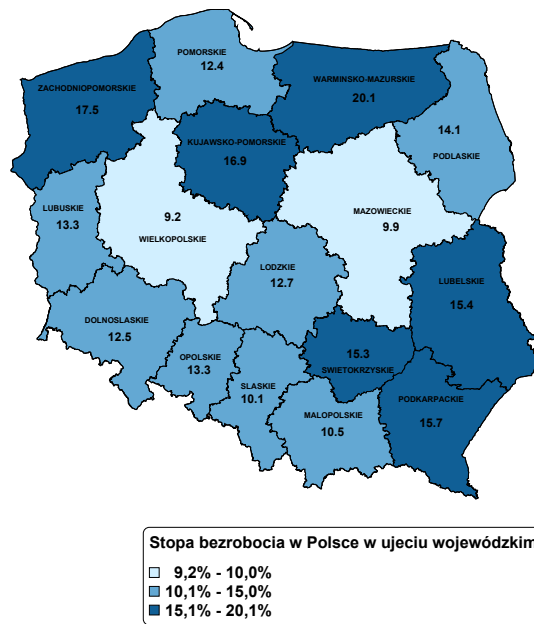 POMORSKIE
12.4
ZACHODNIOPOMORSKIE
17.5
WARMINSKO-MAZURSKIE
20.1
14.1
PODLASKIE
KUJAWSKO-POMORSKIE
16.9
LUBUSKIE
13.3
9.2
WIELKOPOLSKIE
MAZOWIECKIE
9.9
LODZKIE
12.7
LUBELSKIE
15.4
DOLNOSLASKIE
12.5
OPOLSKIE
13.3
SLASKIE
10.1
15.3
SWIETOKRZYSKIE
MALOPOLSKIE
10.5
PODKARPACKIE
15.7
Stopa bezrobocia w Polsce w ujeciu wojewódzkim
9,2% - 10,0%
10,1% - 15,0%
15,1% - 20,1%